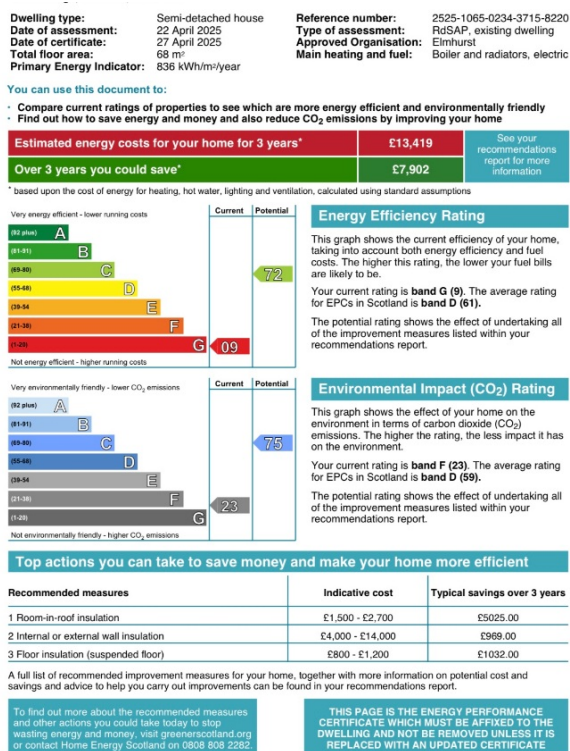 Dwelling type: Semi-detached house
Date of assessment: 22 April 2025
Date of certificate: 27 April 2025
Total floor area: 68 m²
Primary Energy Indicator: 836 kWh/m²/year
Reference number: 2525-1065-0234-3715-8220
Type of assessment: RdSAP, existing dwelling
Approved Organisation: Elmhurst
Main heating and fuel: Boiler and radiators, electric
You can use this document to:
• Compare current ratings of properties to see which are more energy efficient and environmentally friendly
• Find out how to save energy and money and also reduce CO₂ emissions by improving your home
Estimated energy costs for your home for 3 years* £13,419
Over 3 years you could save* £7,902
See your
recommendations
report for more
information
* based upon the cost of energy for heating, hot water, lighting and ventilation, calculated using standard assumptions
Very energy efficient - lower running costs
Current Potential
(92 plus) A
(81-91) B
(69-80) C
72
(55-68) D
(39-54 E
(21-38) F
(1-20) G
09
Not energy efficient - higher running costs
Energy Efficiency Rating
This graph shows the current efficiency of your home,
taking into account both energy efficiency and fuel
costs. The higher this rating, the lower your fuel bills
are likely to be.
Your current rating is band G (9). The average rating
for EPCs in Scotland is band D (61).
The potential rating shows the effect of undertaking all
of the improvement measures listed within your
recommendations report.
Very environmentally friendly - lower CO₂ emissions
Current Potential
(92 plus) A
(81-91) B
(69-80) C
75
(55-68) D
(39-54 E
(21-38) F
23
(1-20) G
Not environmentally friendly - higher CO₂ emissions
Environmental Impact (CO₂) Rating
This graph shows the effect of your home on the
environment in terms of carbon dioxide (CO₂)
emissions. The higher the rating, the less impact it has
on the environment.
Your current rating is band F (23). The average rating
for EPCs in Scotland is band D (59).
The potential rating shows the effect of undertaking all
of the improvement measures listed within your
recommendations report.
Top actions you can take to save money and make your home more efficient
Recommended measures Indicative cost Typical savings over 3 years
1 Room-in-roof insulation £1,500 - £2,700 £5025.00
2 Internal or external wall insulation £4,000 - £14,000 £969.00
3 Floor insulation (suspended floor) £800 - £1,200 £1032.00
A full list of recommended improvement measures for your home, together with more information on potential cost and
savings and advice to help you carry out improvements can be found in your recommendations report.
To find out more about the recommended measures
and other actions you could take today to stop
wasting energy and money, visit greenerscotland.org
or contact Home Energy Scotland on 0808 808 2282.
THIS PAGE IS THE ENERGY PERFORMANCE
CERTIFICATE WHICH MUST BE AFFIXED TO THE
DWELLING AND NOT BE REMOVED UNLESS IT IS
REPLACED WITH AN UPDATED CERTIFICATE